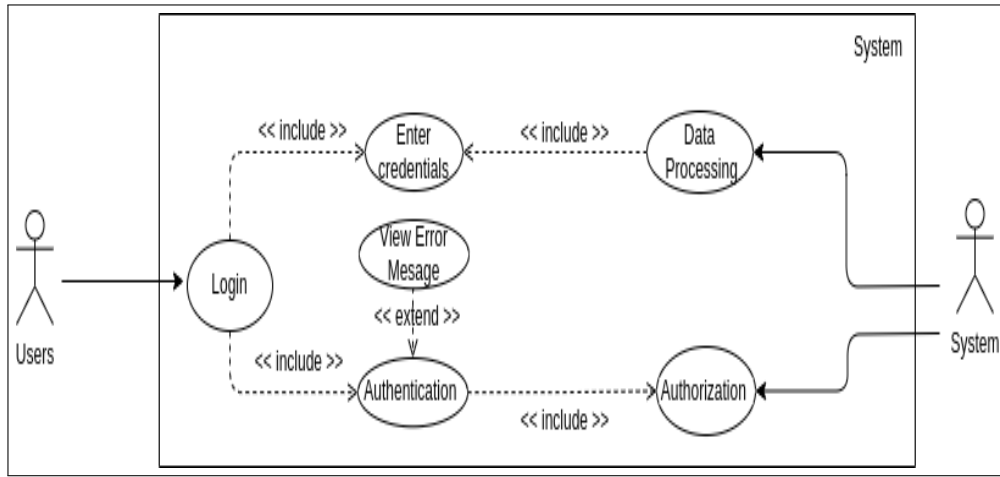 System
<< include >>
Enter
credentials
<< include >>
Data
Processing
View Error
Mesage
Login
<< extend >>
Users
System
<< include >>
Authentication
<< include >>
Authorization